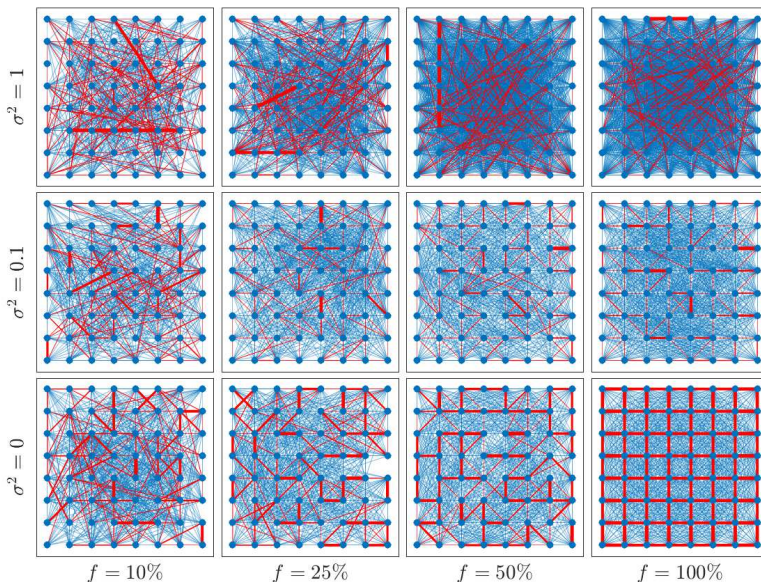 σ² = 1
σ² = 0.1
σ² = 0
f = 10%
f = 25%
f = 50%
f = 100%